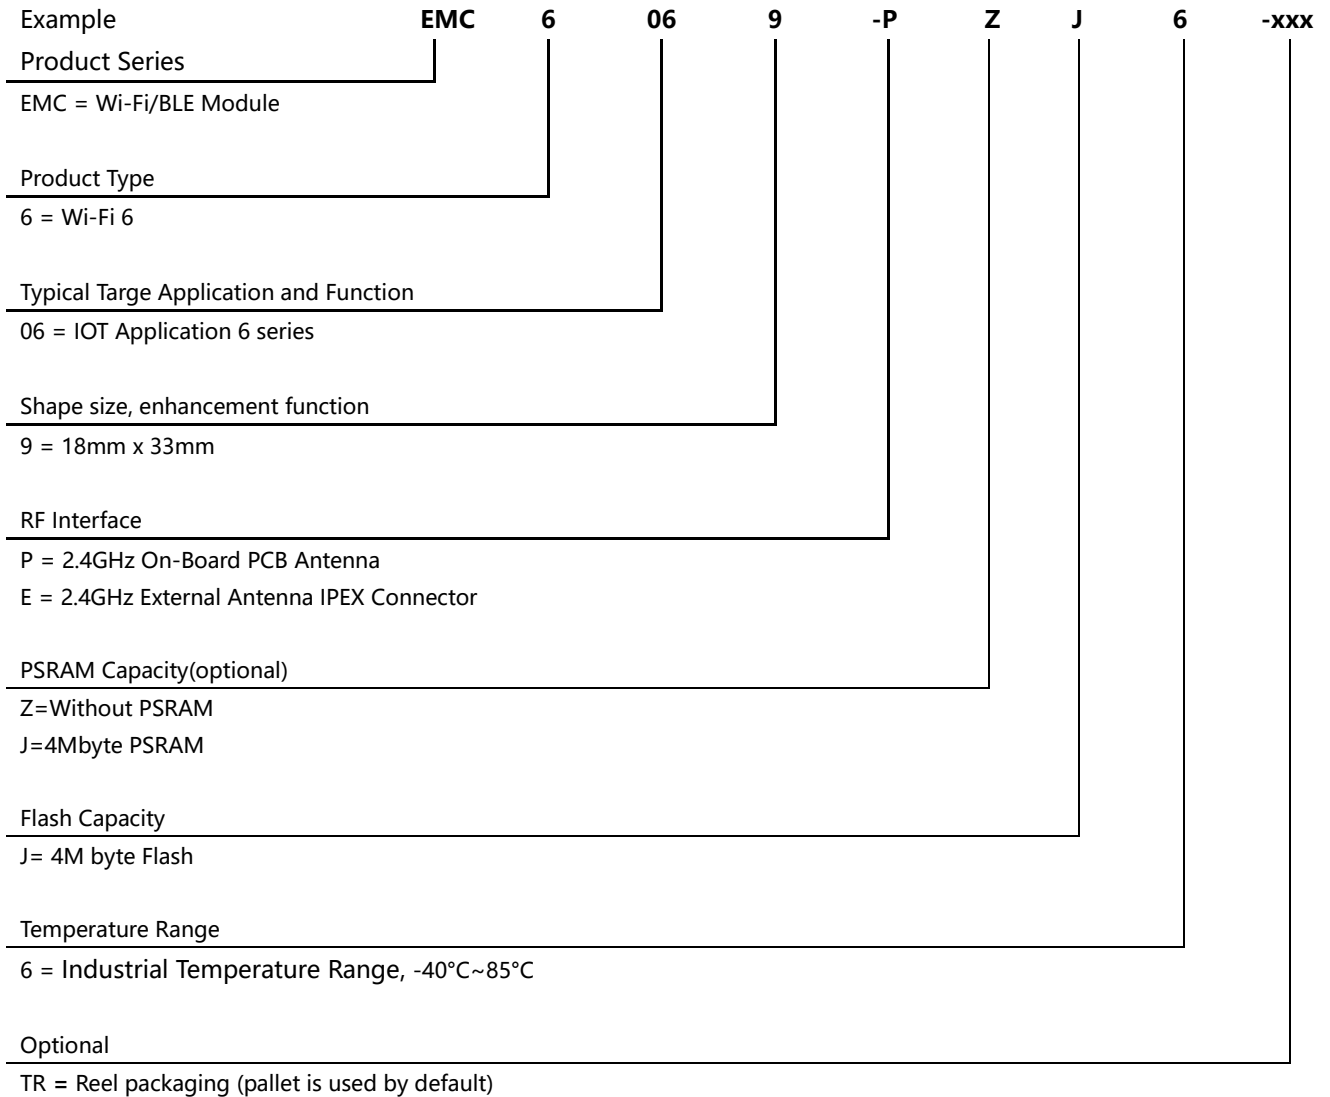 Example EMC 6 06 9 -P Z J 6 -xxx
Product Series
EMC = Wi-Fi/BLE Module
Product Type
6 = Wi-Fi 6
Typical Targe Application and Function
06 = IOT Application 6 series
Shape size, enhancement function
9 = 18mm x 33mm
RF Interface
P = 2.4GHz On-Board PCB Antenna
E = 2.4GHz External Antenna IPEX Connector
PSRAM Capacity(optional)
Z=Without PSRAM
J=4Mbyte PSRAM
Flash Capacity
J= 4M byte Flash
Temperature Range
6 = Industrial Temperature Range, -40°C~85°C
Optional
TR = Reel packaging (pallet is used by default)